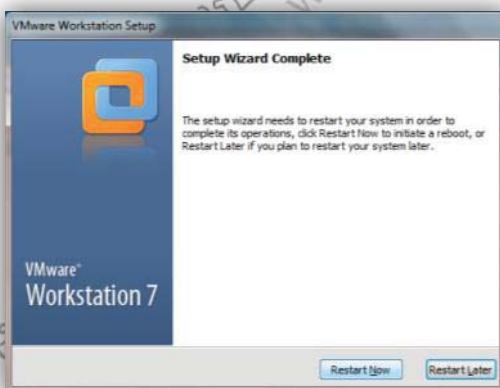 VMware Workstation Setup
Setup Wizard Complete
The setup wizard needs to restart your system in order to
complete its operations, click Restart Now to initiate a reboot, or
Restart Later if you plan to restart your system later.
VMware®
Workstation 7
Restart Now
Restart Later